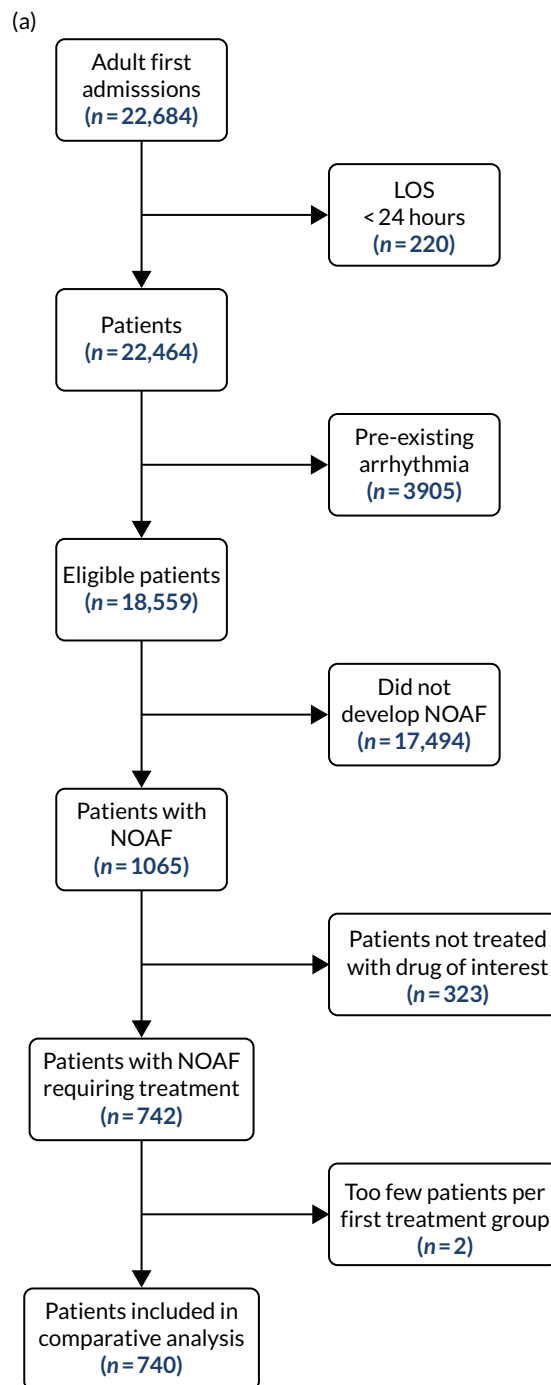 (a)
Adult first
admisssions
(n = 22,684)
LOS
< 24 hours
(n = 220)
Patients
(n = 22,464)
Pre-existing
arrhythmia
(n = 3905)
Eligible patients
(n = 18,559)
Did not
develop NOAF
(n = 17,494)
Patients with
NOAF
(n = 1065)
Patients not treated
with drug of interest
(n = 323)
Patients with NOAF
requiring treatment
(n = 742)
Too few patients per
first treatment group
(n = 2)
Patients included in
comparative analysis
(n = 740)